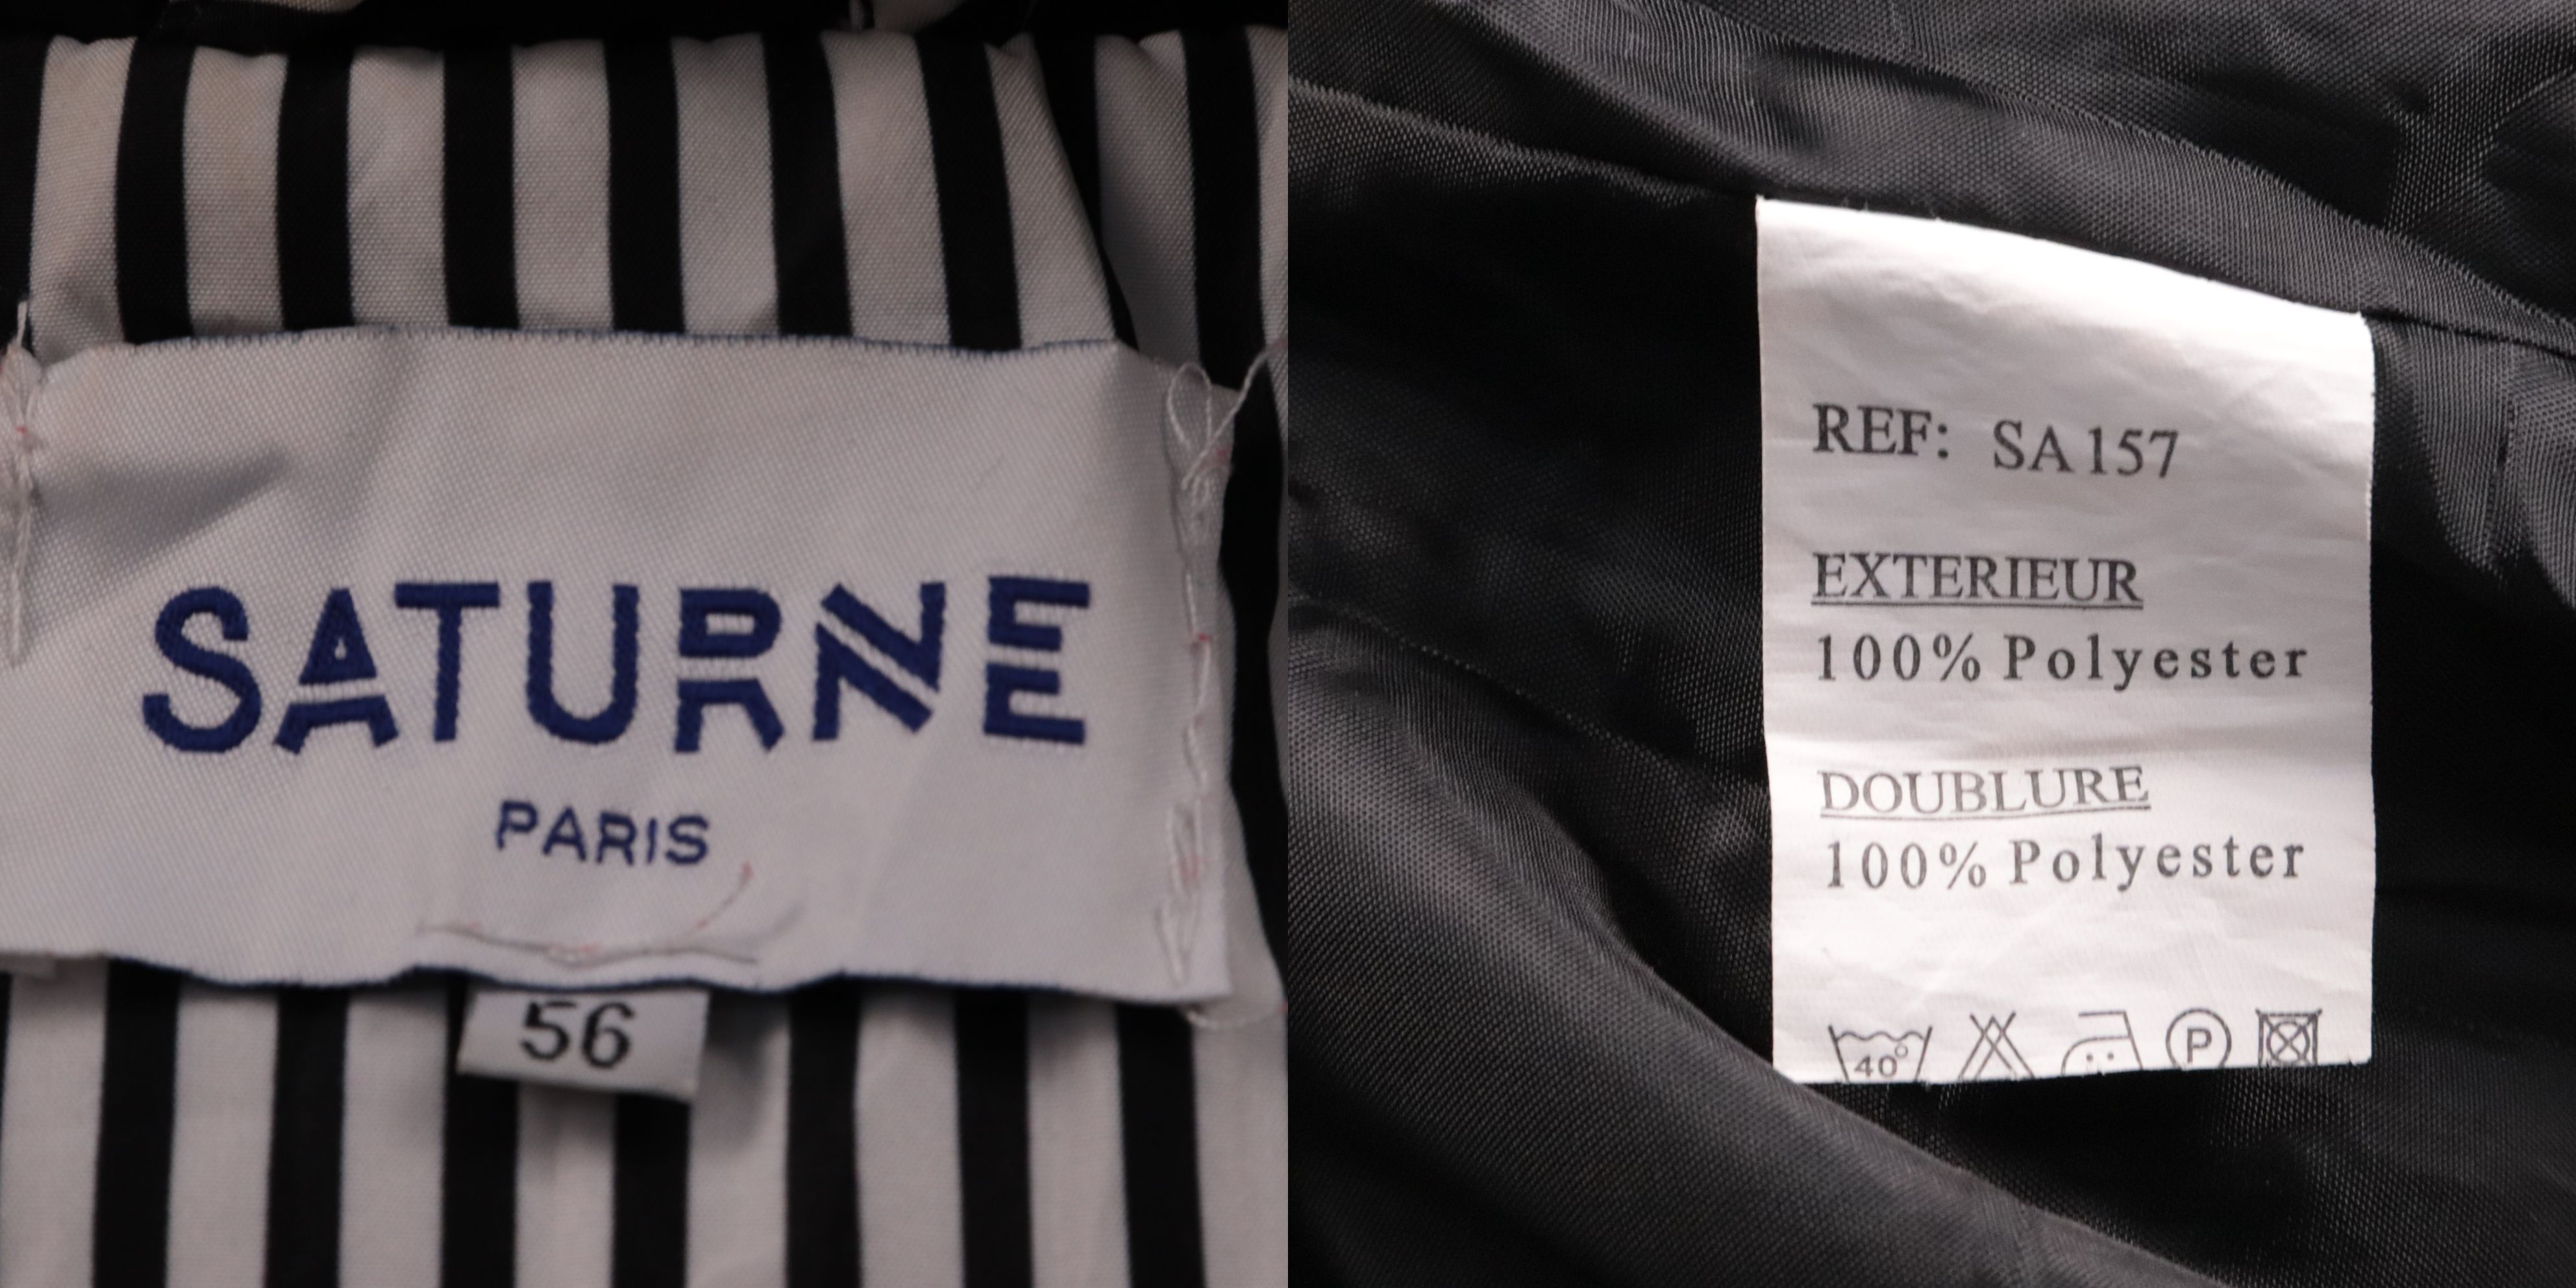 SATURNE
PARIS
56
REF: SA157
EXTERIEUR
100% Polyester
DOUBLURE
100% Polyester
40° P